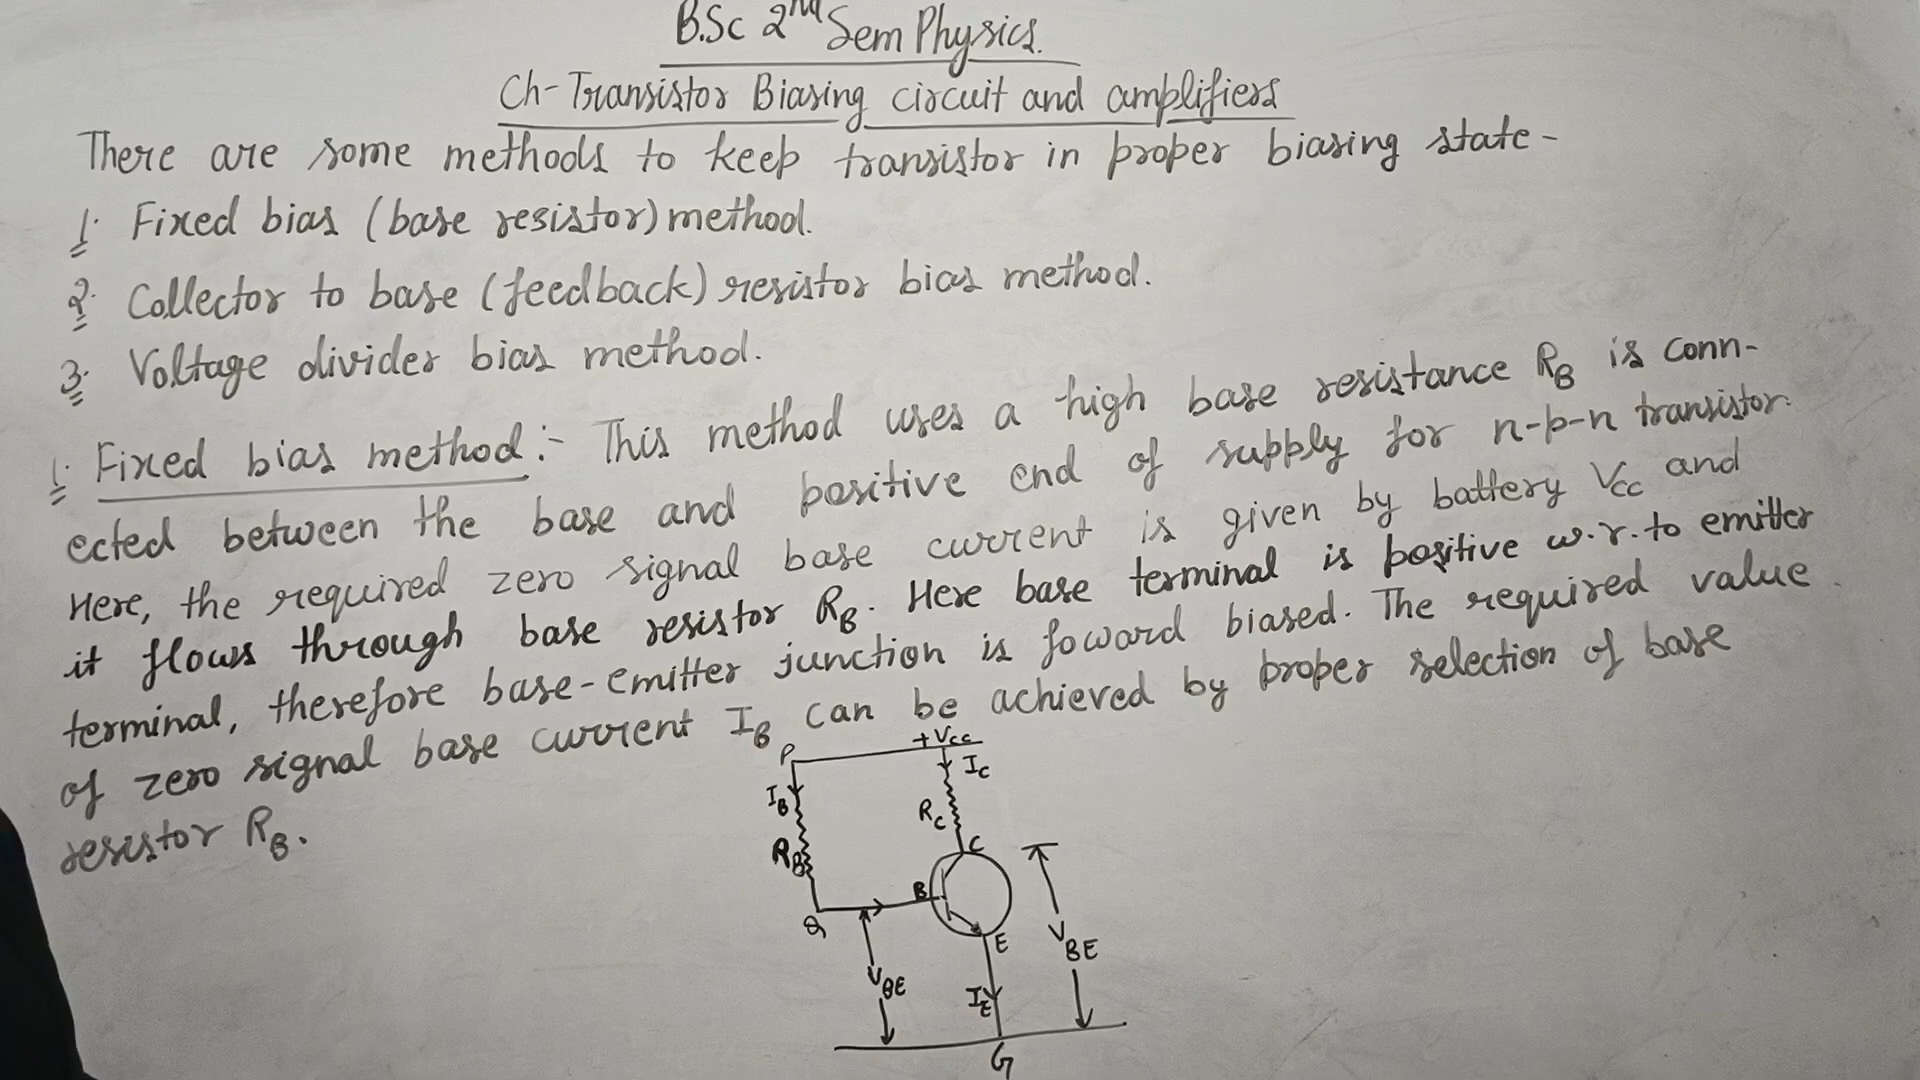 B.Sc 2nd Sem Physics.
Ch-Transistor Biasing circuit and amplifiers
There are some methods to keep transistor in proper biasing state-
1. Fixed bias (base resistor) method.
2. Collector to base (feedback) resistor bias method.
3. Voltage divider bias method.
1. Fixed bias method:- This method uses a high base resistance RB is conn-
ected between the base and positive end of supply for n-p-n transistor.
Here, the required zero signal base current is given by battery Vcc and
it flows through base resistor RB. Here base terminal is positive w.r.to emitter
terminal, therefore base-emitter junction is foward biased. The required value
of zero signal base current IB can be achieved by proper selection of base
resistor RB.
P
+Vcc
IC
IB
RC
RB
C
B
Q
E
VBE
VBE
IE
G